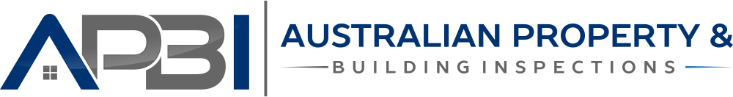 APBI
AUSTRALIAN PROPERTY &
BUILDING INSPECTIONS